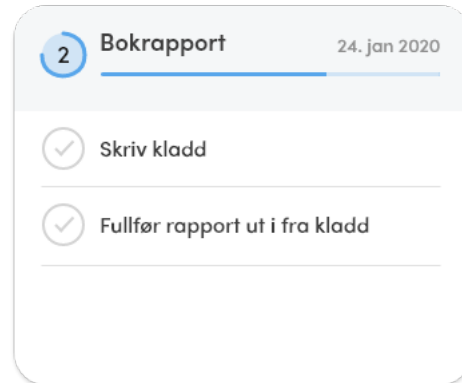 2
Bokrapport
24. jan 2020
Skriv kladd
Fullfør rapport ut i fra kladd